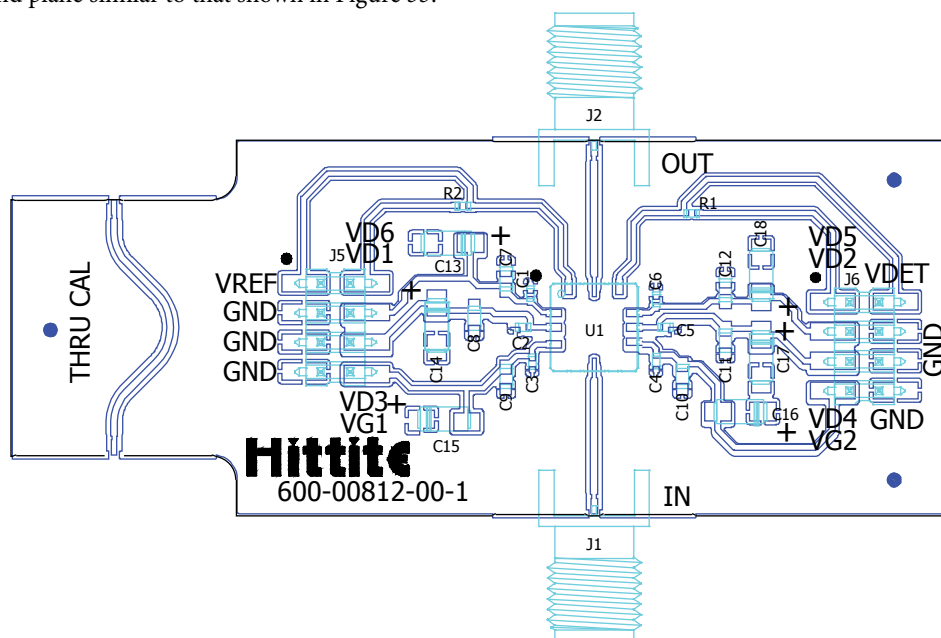 nd plane similar to that shown in Figure 35.
J2
OUT
R2
R1
VD6
VD1
J5
C13
C7
G1
C6
C12
C18
VD5
VD2
VDET
J6
VREF
GND
GND
GND
GND
THRU CAL
C14
C8
C2
U1
C5
C3
C9
C4
C10
C11
C17
VD3
VG1
C15
C16
VD4
VG2
GND
Hittite
600-00812-00-1
IN
J1